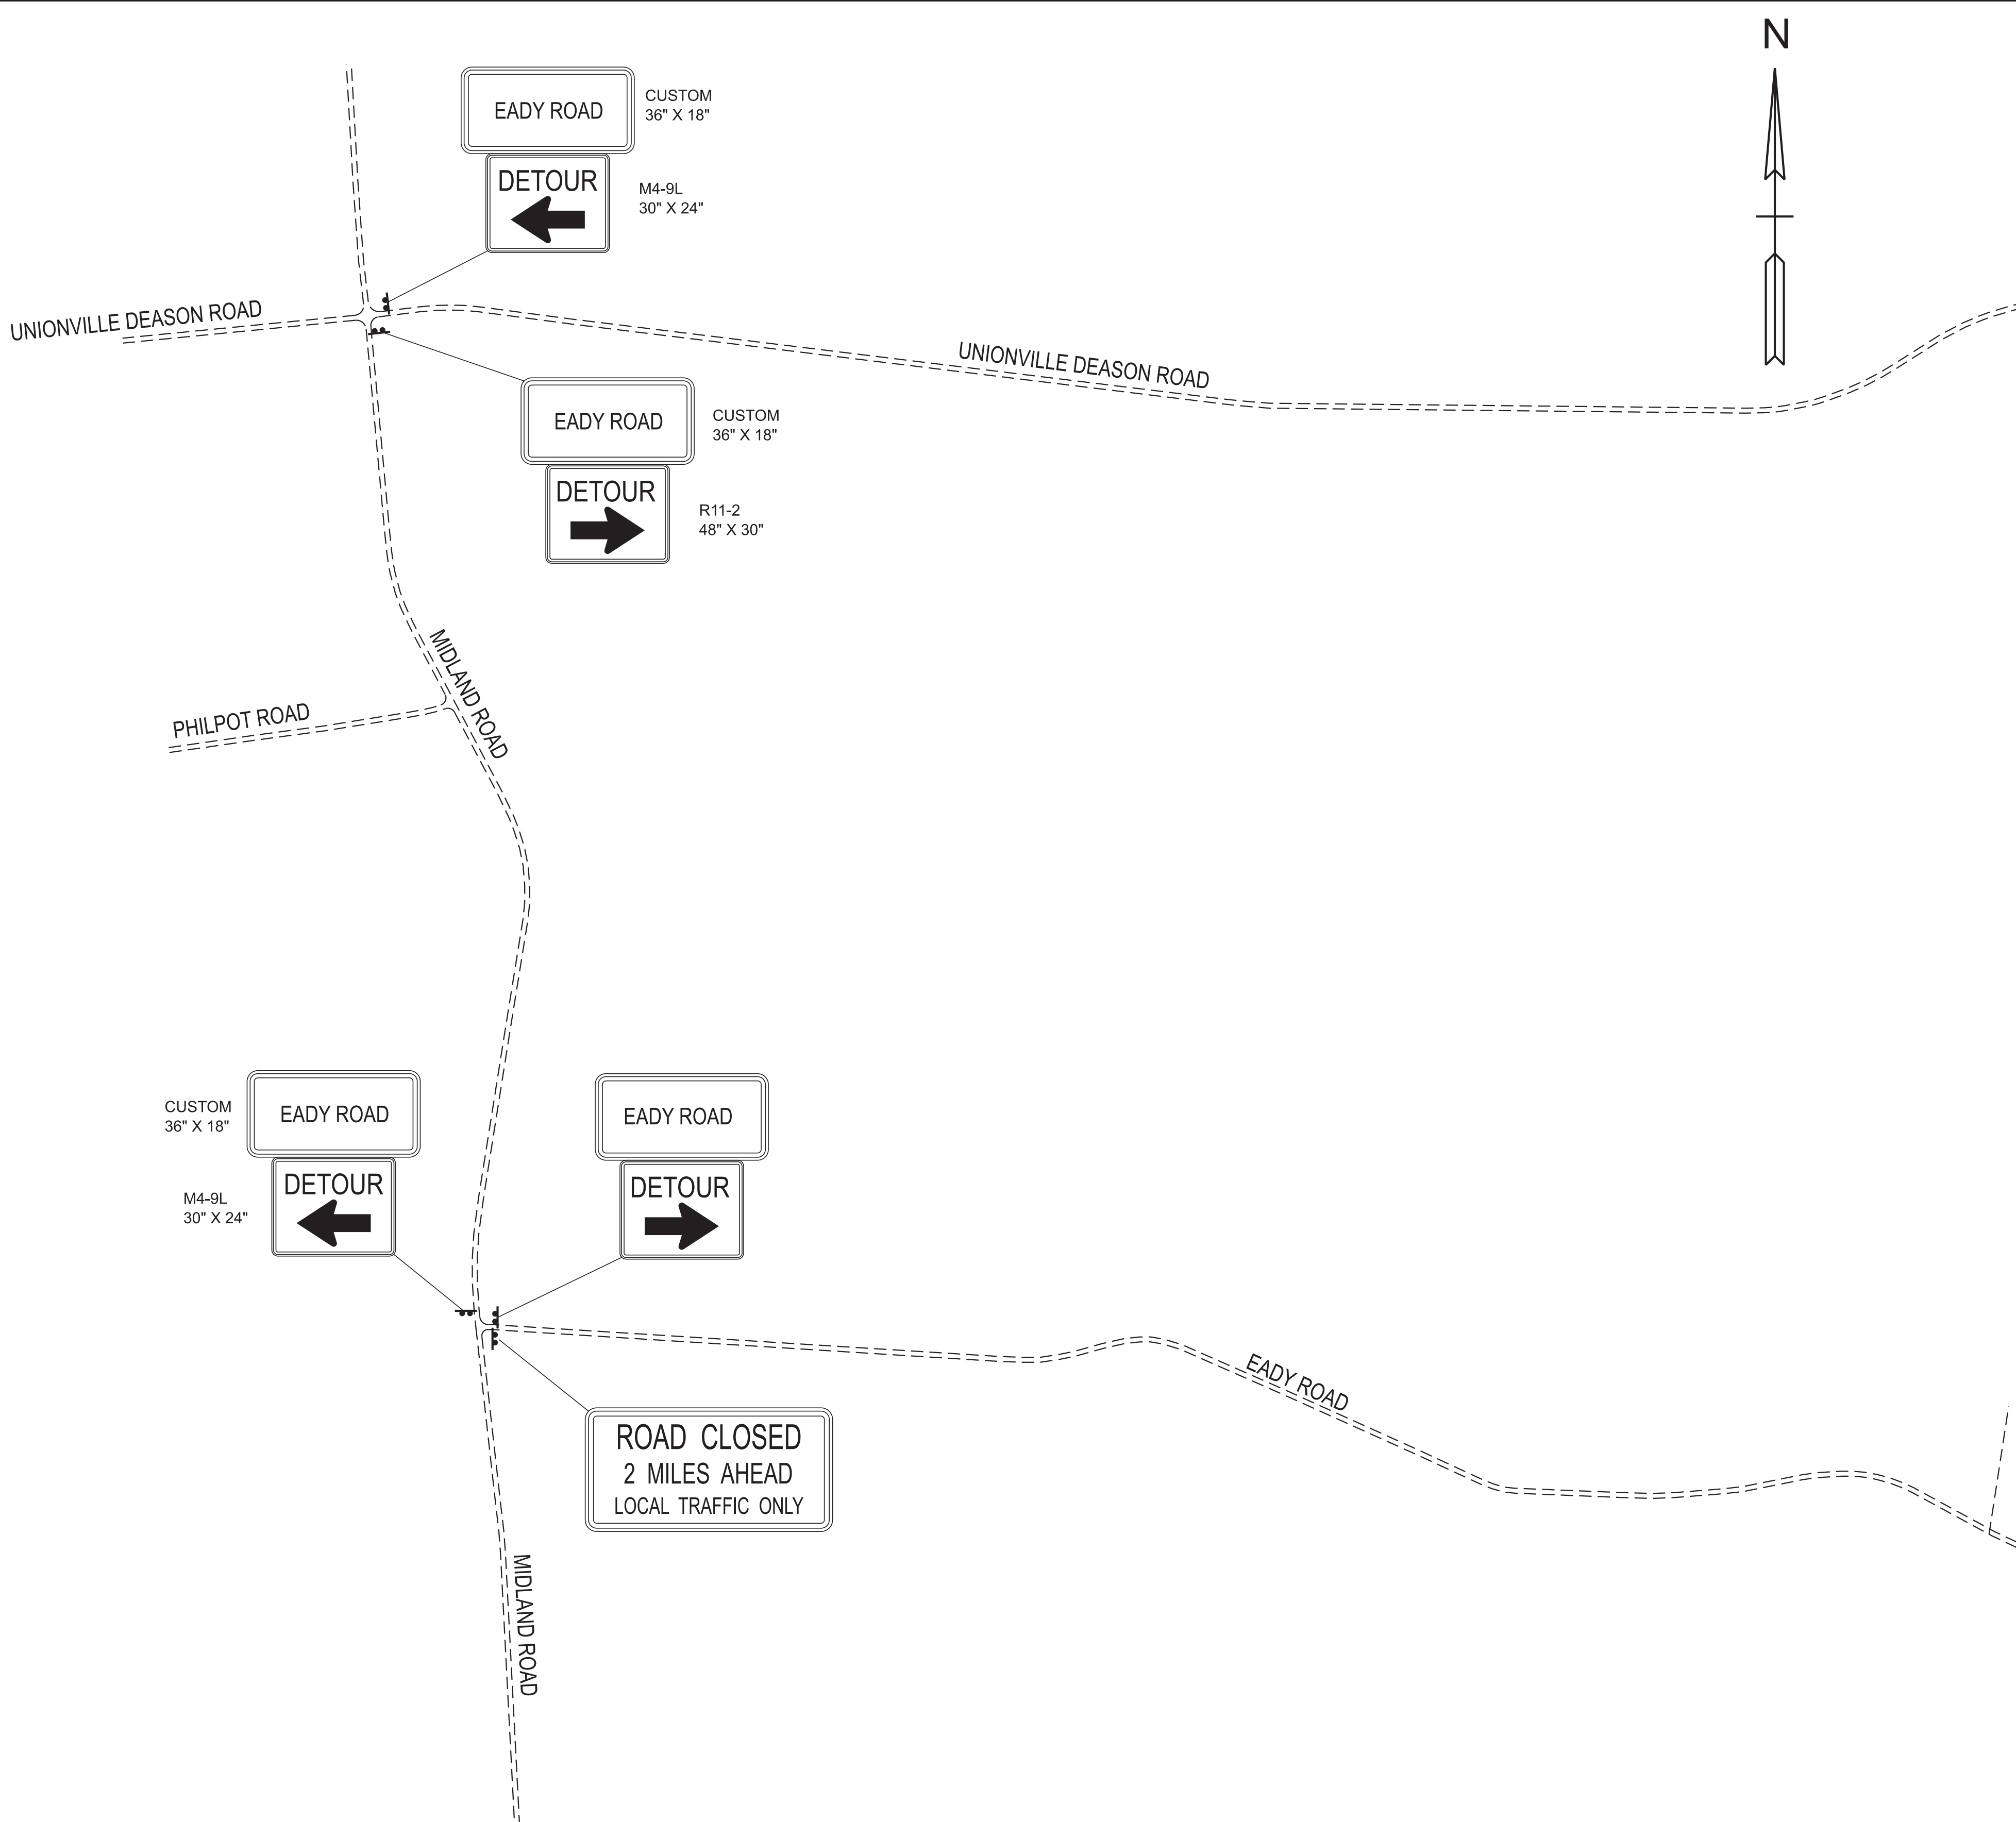 N
EADY ROAD
CUSTOM
36" X 18"
DETOUR
M4-9L
30" X 24"
UNIONVILLE DEASON ROAD
UNIONVILLE DEASON ROAD
EADY ROAD
CUSTOM
36" X 18"
DETOUR
R11-2
48" X 30"
MIDLAND ROAD
PHILPOT ROAD
CUSTOM
36" X 18"
EADY ROAD
M4-9L
30" X 24"
DETOUR
EADY ROAD
DETOUR
EADY ROAD
ROAD CLOSED
2 MILES AHEAD
LOCAL TRAFFIC ONLY
MIDLAND ROAD